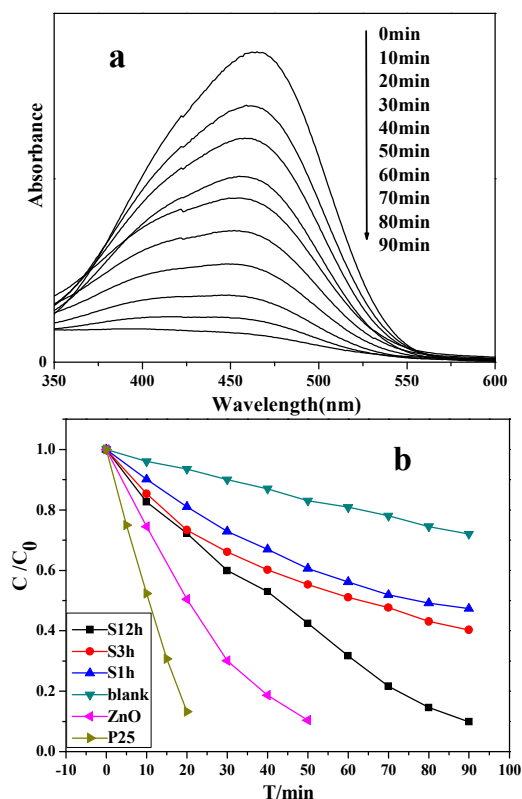 a
0min
10min
20min
30min
40min
50min
60min
70min
80min
90min
Absorbance
0
350 400 450 500 550 600
Wavelength(nm)
b
C /C0
1.0
0.8
0.6
0.4
0.2
0.0
S12h
S3h
S1h
blank
ZnO
P25
-10 0 10 20 30 40 50 60 70 80 90 100
T/min